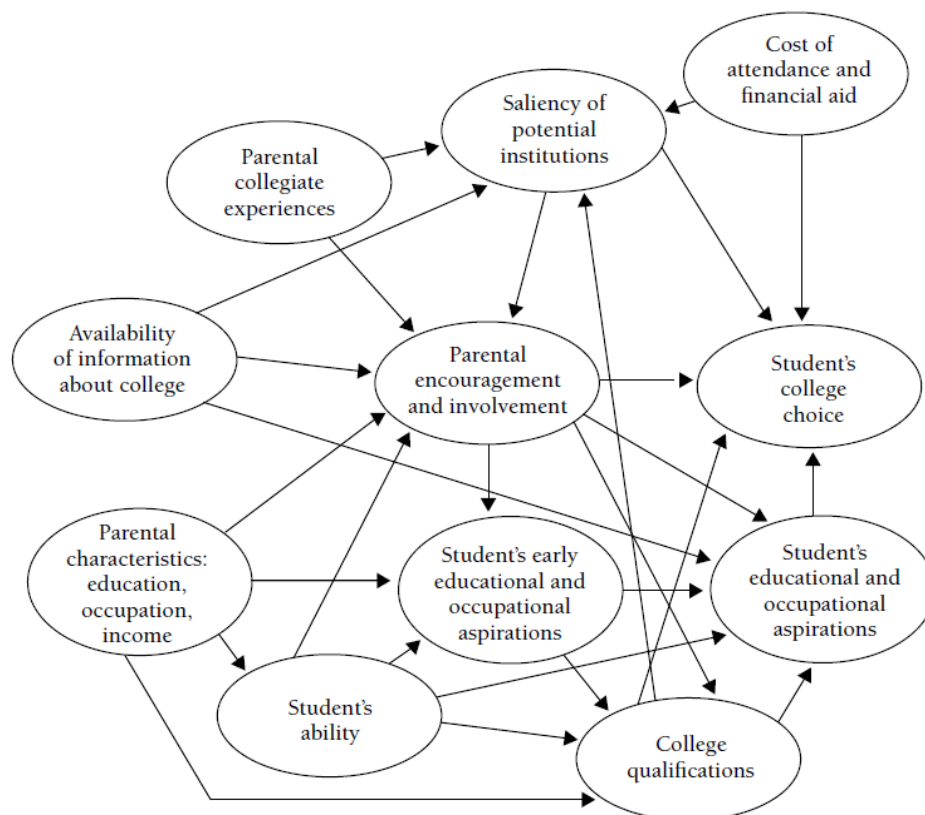 Cost of
attendance and
financial aid
Saliency of
potential
institutions
Parental
collegiate
experiences
Availability
of information
about college
Parental
encouragement
and involvement
Student's
college
choice
Parental
characteristics:
education,
occupation,
income
Student's early
educational and
occupational
aspirations
Student's
educational and
occupational
aspirations
Student's
ability
College
qualifications